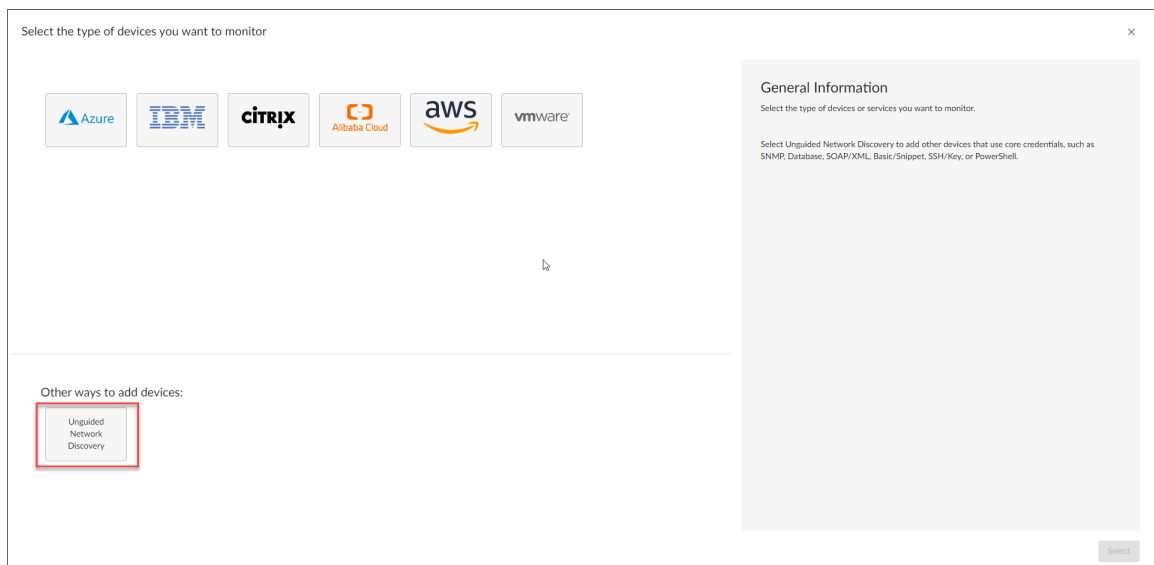 Select the type of devices you want to monitor
×
Azure
IBM
CİTRIX
Alibaba Cloud
aws
vmware
General Information
Select the type of devices or services you want to monitor.
Select Unguided Network Discovery to add other devices that use core credentials, such as
SNMP, Database, SOAP/XML, Basic/Snippet, SSH/Key, or PowerShell.
Other ways to add devices:
Unguided
Network
Discovery
Select